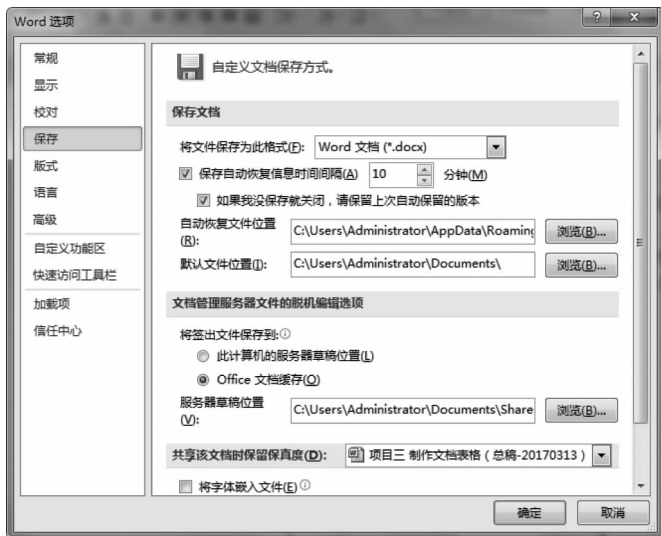 Word 选项
常规
显示
校对
保存
版式
语言
高级
自定义功能区
快速访问工具栏
加载项
信任中心
自定义文档保存方式。
保存文档
将文件保存为此格式(F): Word 文档 (*.docx)
保存自动恢复信息时间间隔(A) 10 分钟(M)
如果我没保存就关闭，请保留上次自动保留的版本
自动恢复文件位置(R): C:\Users\Administrator\AppData\Roaming 浏览(B)...
默认文件位置(I): C:\Users\Administrator\Documents\ 浏览(B)...
文档管理服务器文件的脱机编辑选项
将签出文件保存到:
此计算机的服务器草稿位置(L)
Office 文档缓存(O)
服务器草稿位置(V): C:\Users\Administrator\Documents\Share 浏览(B)...
共享该文档时保留保真度(D): 项目三 制作文档表格（总稿-20170313）
将字体嵌入文件(E)
确定 取消